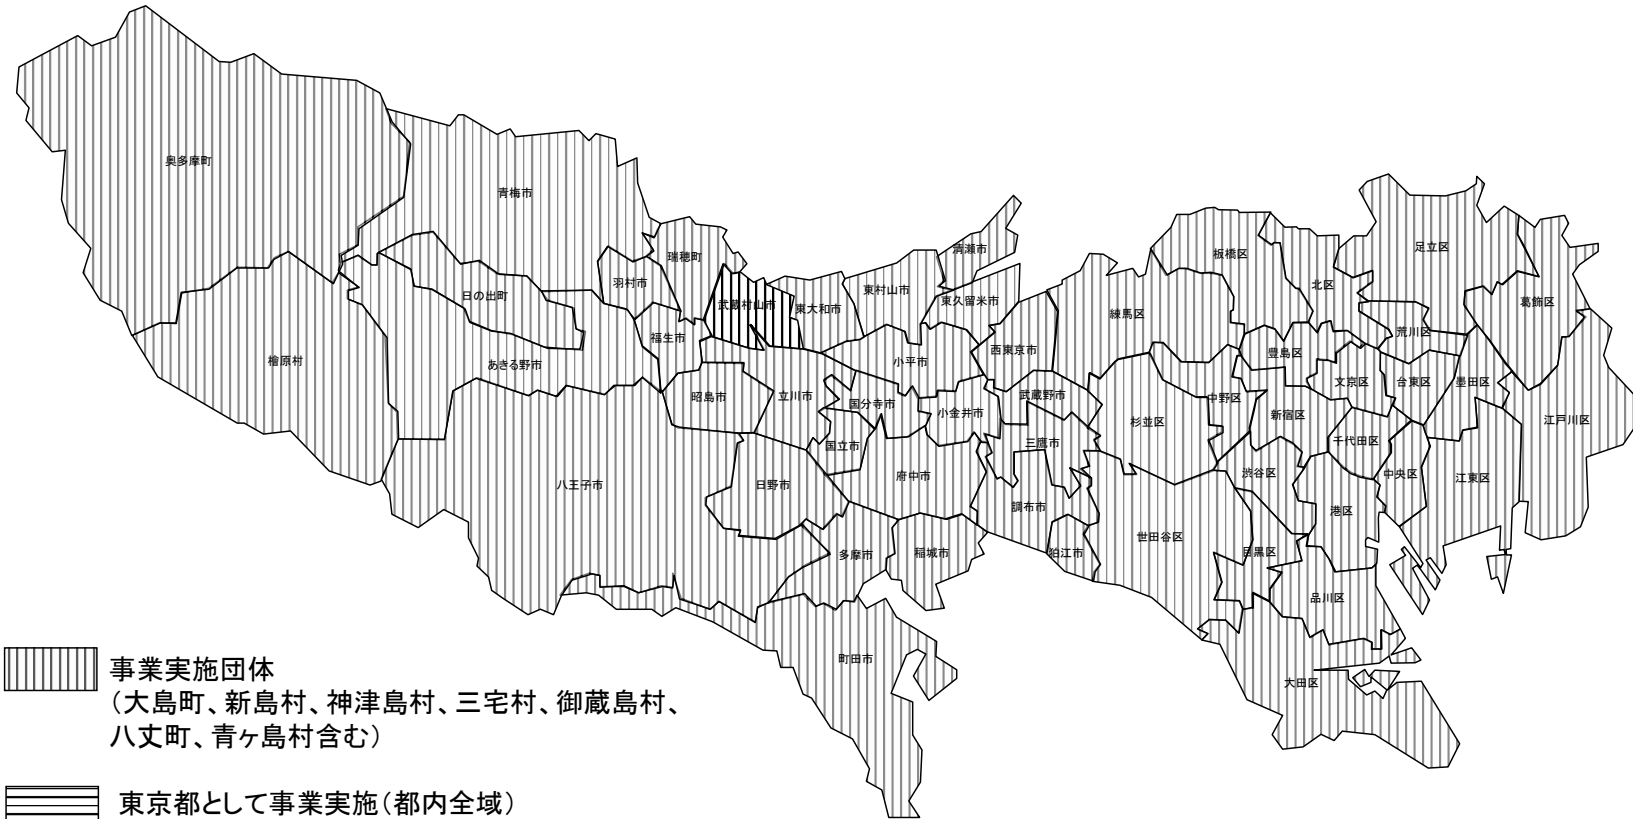 奥多摩町
青梅市
瑞穂町
羽村市
日の出町
武蔵村山市
東大和市
東村山市
清瀬市
東久留米市
檜原村
あきる野市
福生市
昭島市
立川市
小平市
西東京市
国分寺市
小金井市
武蔵野市
国立市
三鷹市
八王子市
日野市
府中市
調布市
多摩市
稲城市
狛江市
町田市
板橋区
北区
足立区
練馬区
荒川区
葛飾区
豊島区
文京区
台東区
墨田区
中野区
杉並区
新宿区
千代田区
江戸川区
渋谷区
中央区
江東区
港区
世田谷区
目黒区
品川区
大田区
事業実施団体
（大島町、新島村、神津島村、三宅村、御蔵島村、
八丈町、青ヶ島村含む）
東京都として事業実施（都内全域）